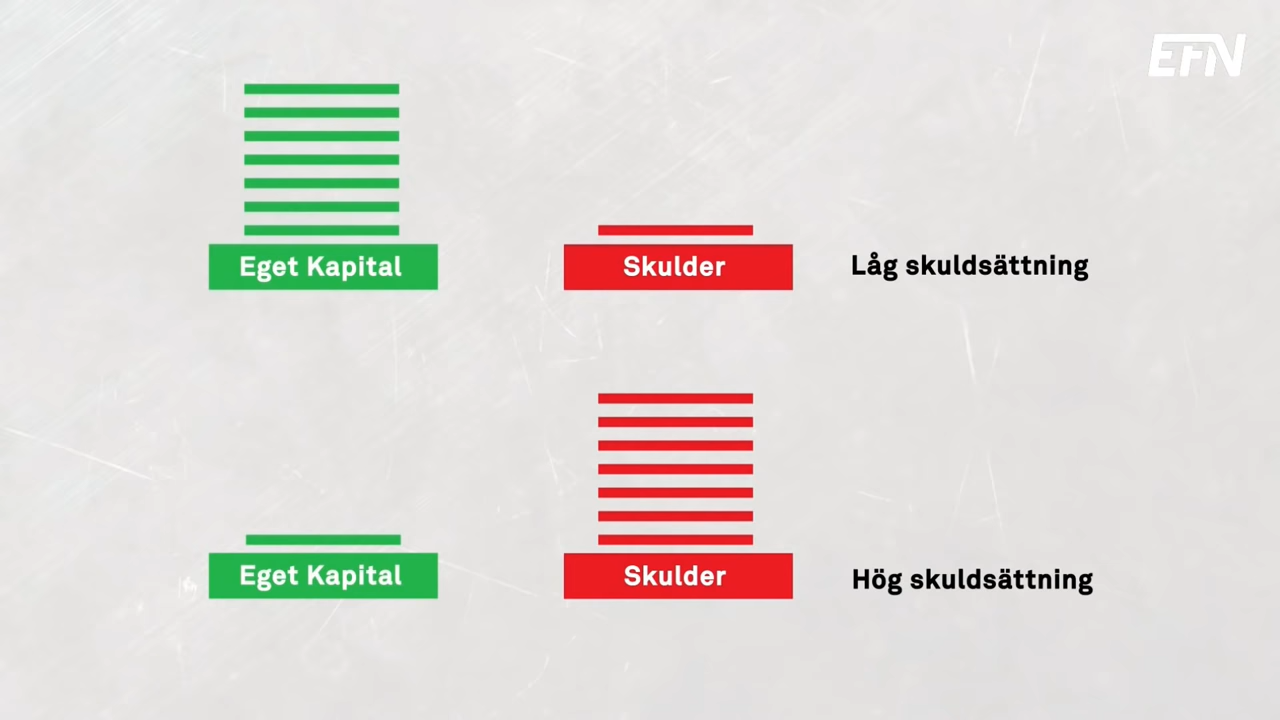 EFN
Eget Kapital
Skulder
Låg skuldsättning
Eget Kapital
Skulder
Hög skuldsättning